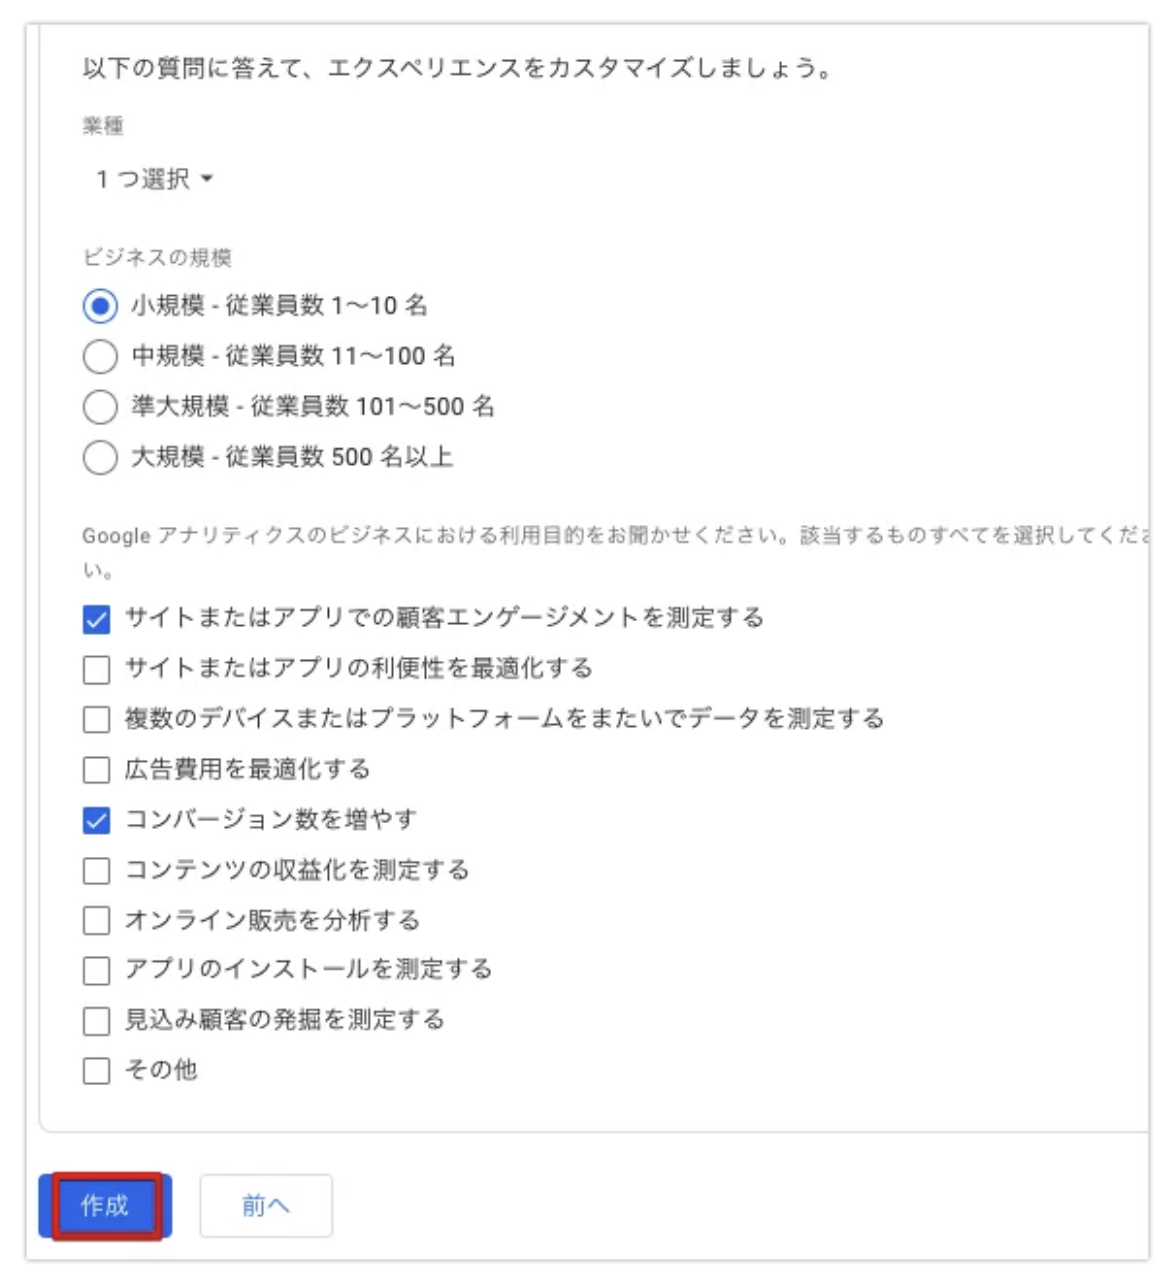 以下の質問に答えて、エクスペリエンスをカスタマイズしましょう。
業種
1 つ選択
ビジネスの規模
小規模 - 従業員数 1～10 名
中規模 - 従業員数 11～100 名
準大規模 - 従業員数 101～500 名
大規模 - 従業員数 500 名以上
Google アナリティクスのビジネスにおける利用目的をお聞かせください。該当するものすべてを選択してくださ
い。
サイトまたはアプリでの顧客エンゲージメントを測定する
サイトまたはアプリの利便性を最適化する
複数のデバイスまたはプラットフォームをまたいでデータを測定する
広告費用を最適化する
コンバージョン数を増やす
コンテンツの収益化を測定する
オンライン販売を分析する
アプリのインストールを測定する
見込み顧客の発掘を測定する
その他
作成
前へ